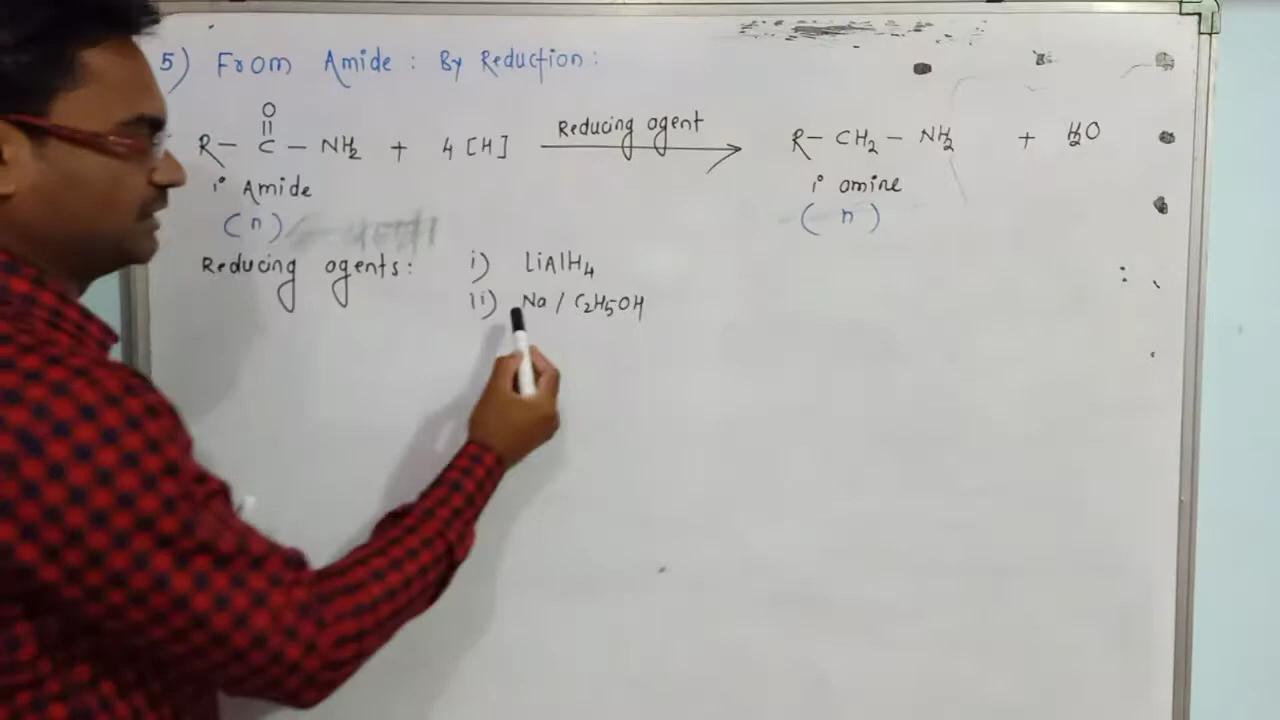 5) From Amide : By Reduction :
O
R – C – NH2 + 4 [H] Reducing agent R – CH2 – NH2 + H2O
1° Amide 1° amine
(n) (n)
Reducing agents : i) LiAlH4
ii) Na / C2H5OH